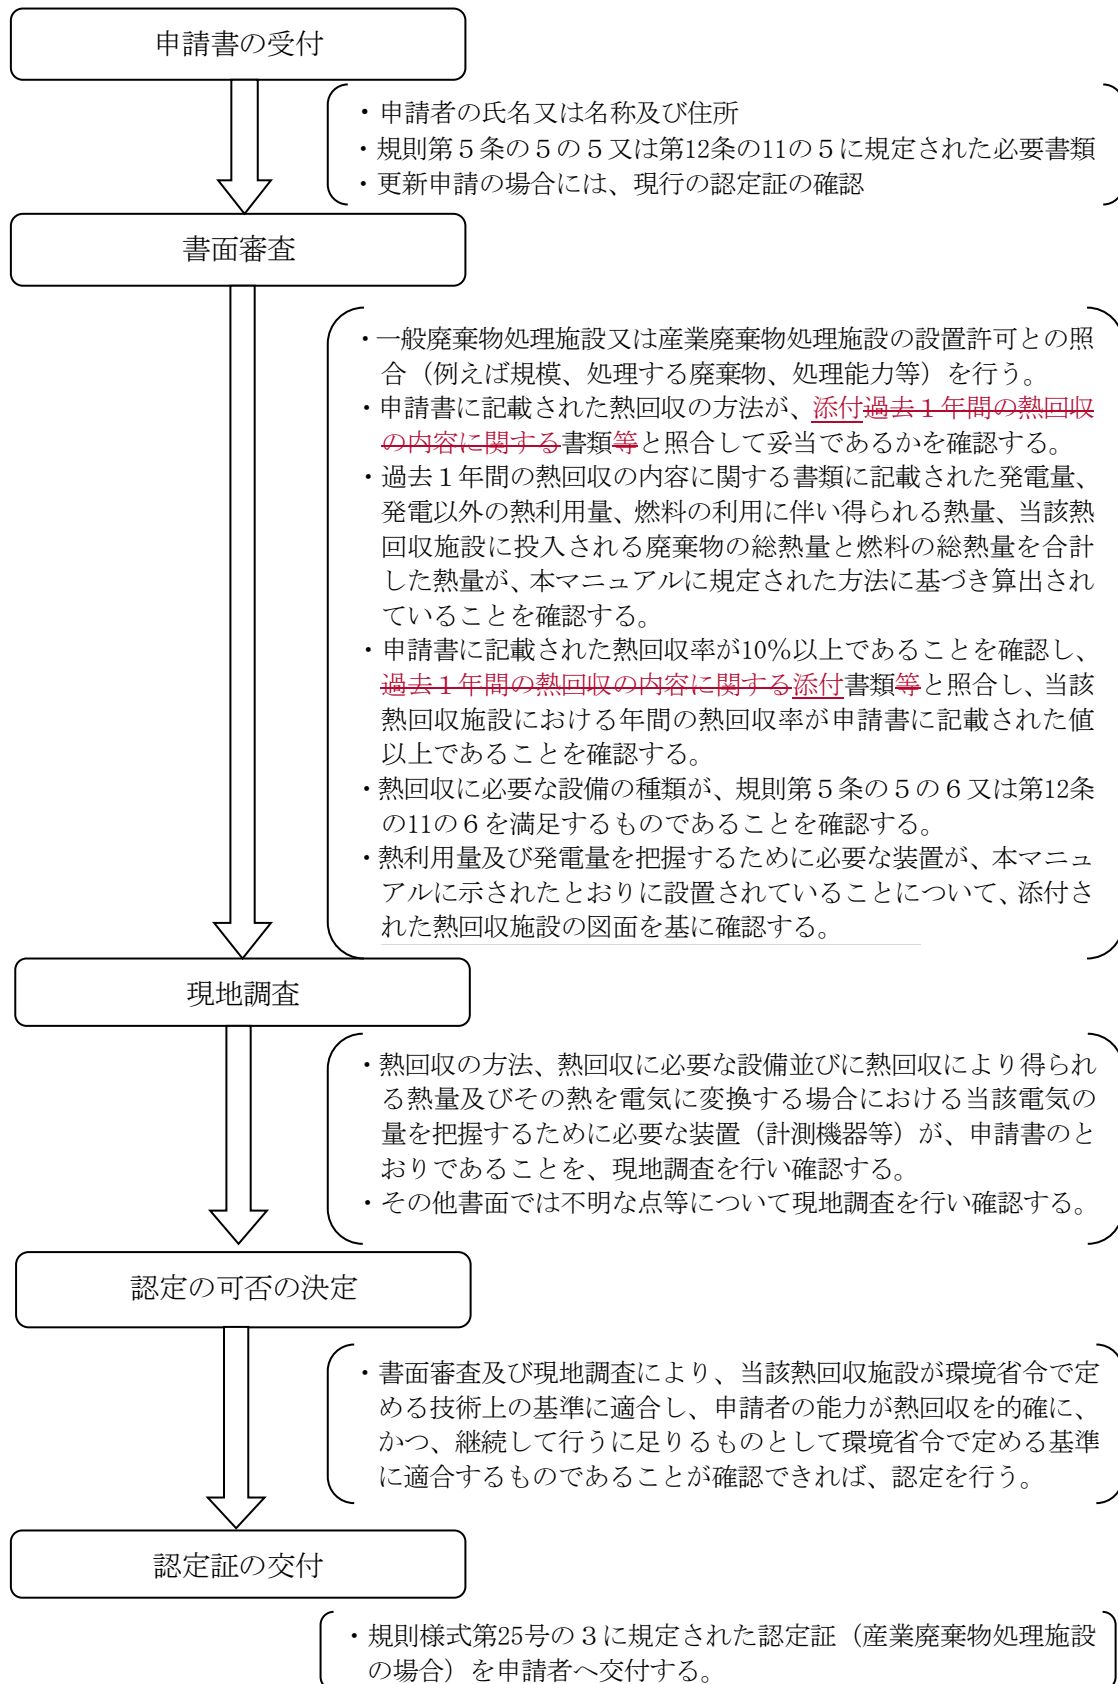 申請書の受付
・申請者の氏名又は名称及び住所
・規則第５条の５の５又は第12条の11の５に規定された必要書類
・更新申請の場合には、現行の認定証の確認
書面審査
・一般廃棄物処理施設又は産業廃棄物処理施設の設置許可との照
合（例えば規模、処理する廃棄物、処理能力等）を行う。
・申請書に記載された熱回収の方法が、添付過去１年間の熱回収
の内容に関する書類等と照合して妥当であるかを確認する。
・過去１年間の熱回収の内容に関する書類に記載された発電量、
発電以外の熱利用量、燃料の利用に伴い得られる熱量、当該熱
回収施設に投入される廃棄物の総熱量と燃料の総熱量を合計
した熱量が、本マニュアルに規定された方法に基づき算出され
ていることを確認する。
・申請書に記載された熱回収率が10％以上であることを確認し、
過去１年間の熱回収の内容に関する添付書類等と照合し、当該
熱回収施設における年間の熱回収率が申請書に記載された値
以上であることを確認する。
・熱回収に必要な設備の種類が、規則第５条の５の６又は第12条
の11の６を満足するものであることを確認する。
・熱利用量及び発電量を把握するために必要な装置が、本マニュ
アルに示されたとおりに設置されていることについて、添付さ
れた熱回収施設の図面を基に確認する。
現地調査
・熱回収の方法、熱回収に必要な設備並びに熱回収により得られ
る熱量及びその熱を電気に変換する場合における当該電気の
量を把握するために必要な装置（計測機器等）が、申請書のと
おりであることを、現地調査を行い確認する。
・その他書面では不明な点等について現地調査を行い確認する。
認定の可否の決定
・書面審査及び現地調査により、当該熱回収施設が環境省令で定
める技術上の基準に適合し、申請者の能力が熱回収を的確に、
かつ、継続して行うに足りるものとして環境省令で定める基準
に適合するものであることが確認できれば、認定を行う。
認定証の交付
・規則様式第25号の３に規定された認定証（産業廃棄物処理施設
の場合）を申請者へ交付する。